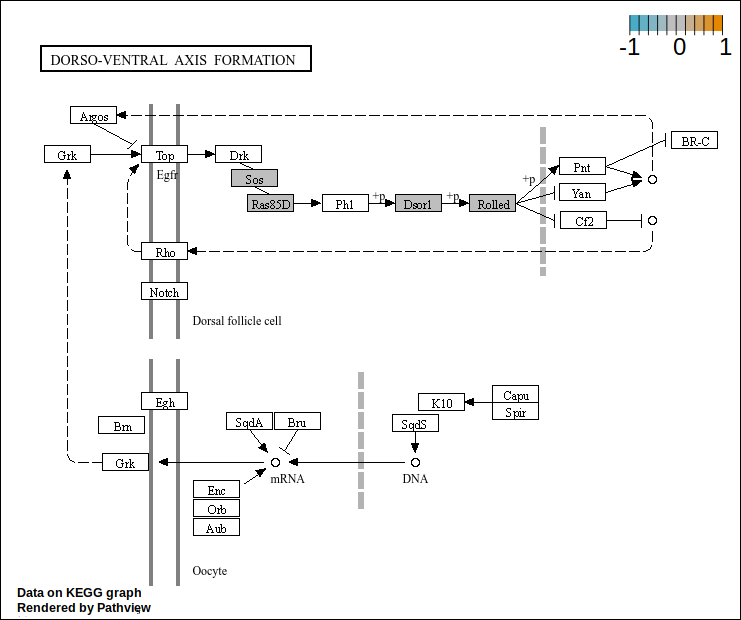 -1 0 1
DORSO-VENTRAL AXIS FORMATION
Argos
BR-C
Grk
Top
Drk
Egfr
Sos
+p
Pnt
Yan
Ras85D
Phl
+p
Dsor1
+p
Rolled
Cf2
Rho
Notch
Dorsal follicle cell
Egh
K10
Capu
Spir
Brn
SqdA
Bru
SqdS
Grk
mRNA
DNA
Enc
Orb
Aub
Oocyte
Data on KEGG graph
Rendered by Pathview